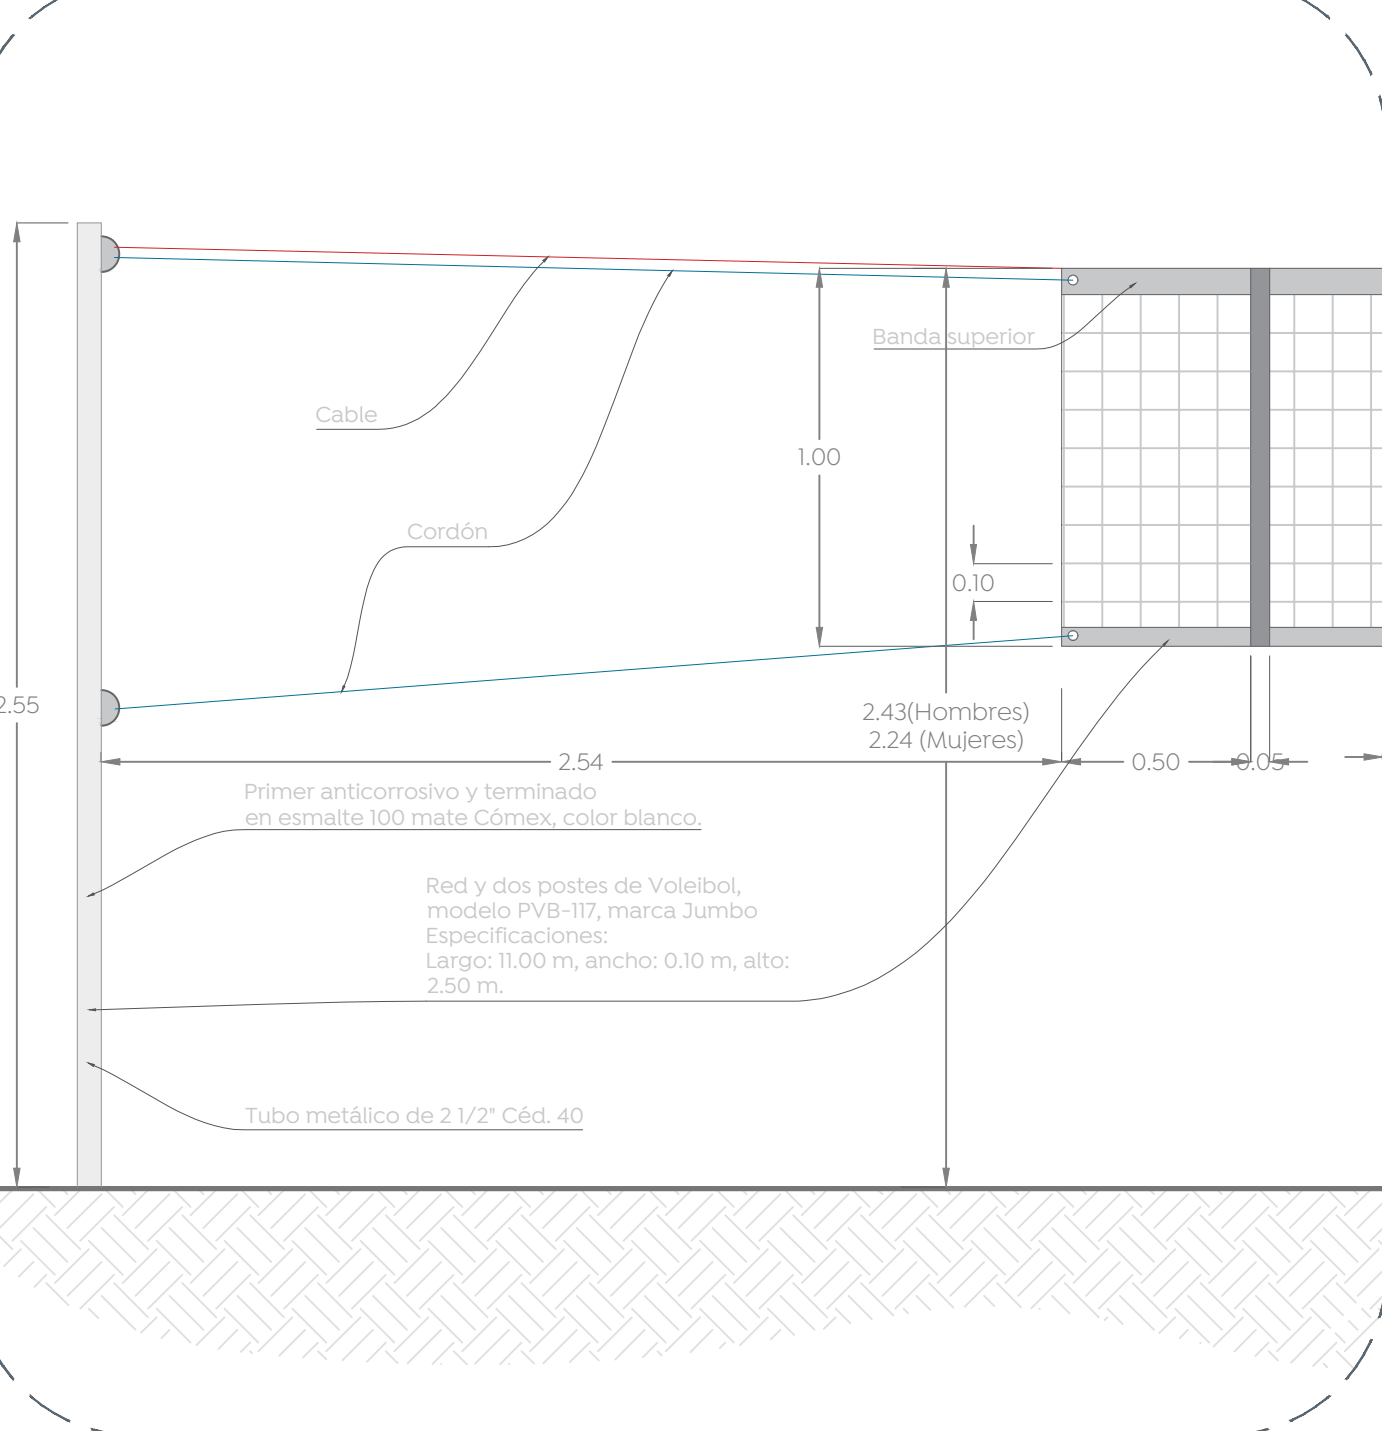 Banda superior
Cable
1.00
Cordón
0.10
2.55
2.43(Hombres)
2.24 (Mujeres)
2.54
0.50
0.05
Primer anticorrosivo y terminado
en esmalte 100 mate Cómex, color blanco.
Red y dos postes de Voleibol,
modelo PVB-117, marca Jumbo
Especificaciones:
Largo: 11.00 m, ancho: 0.10 m, alto:
2.50 m.
Tubo metálico de 2 1/2" Céd. 40